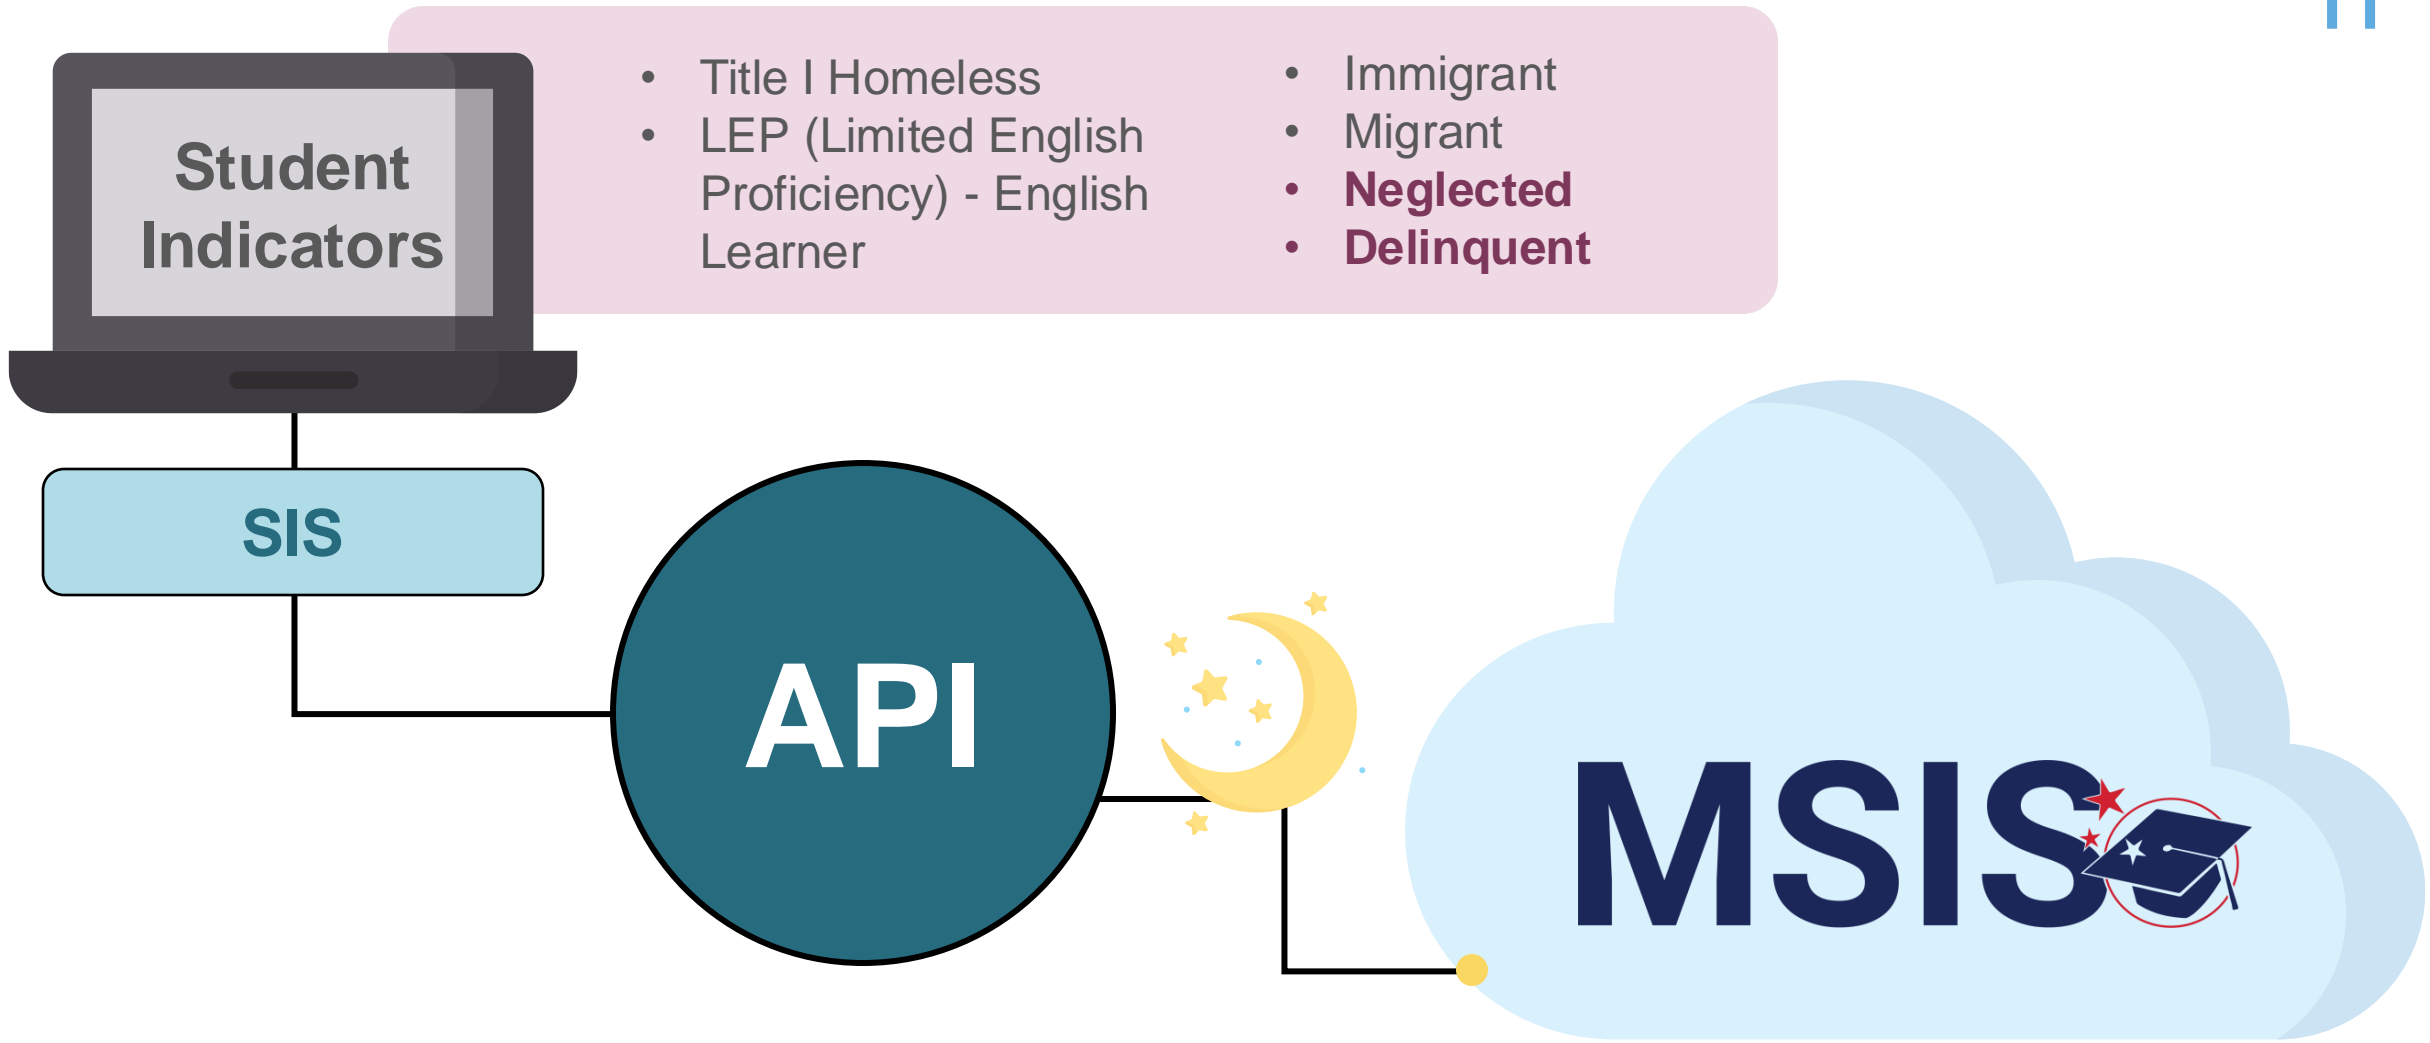 Student
Indicators
• Title I Homeless
• LEP (Limited English
Proficiency) - English
Learner
• Immigrant
• Migrant
• Neglected
• Delinquent
SIS
API
MSIS